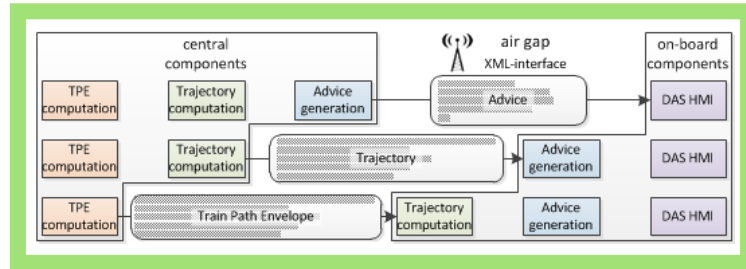 central
components
air gap
XML-interface
on-board
components
TPE
computation
Trajectory
computation
Advice
generation
Advice
DAS HMI
TPE
computation
Trajectory
computation
Trajectory
Advice
generation
DAS HMI
TPE
computation
Train Path Envelope
Trajectory
computation
Advice
generation
DAS HMI